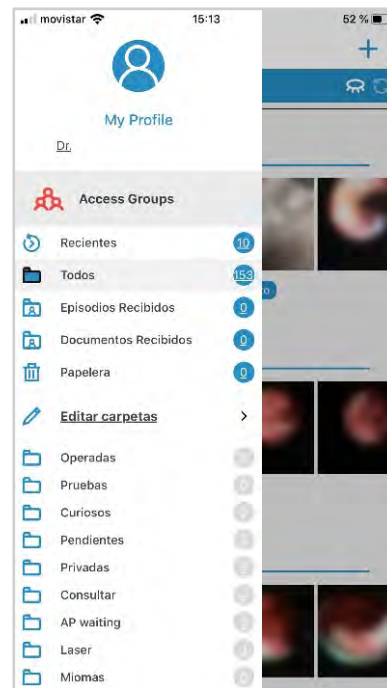 movistar 15:13 52 %
My Profile
Dr.
Access Groups
Recientes 10
Todos 153
Episodios Recibidos 0
Documentos Recibidos 0
Papelera 0
Editar carpetas
Operadas
Pruebas
Curiosos
Pendientes
Privadas
Consultar
AP waiting
Laser
Miomas